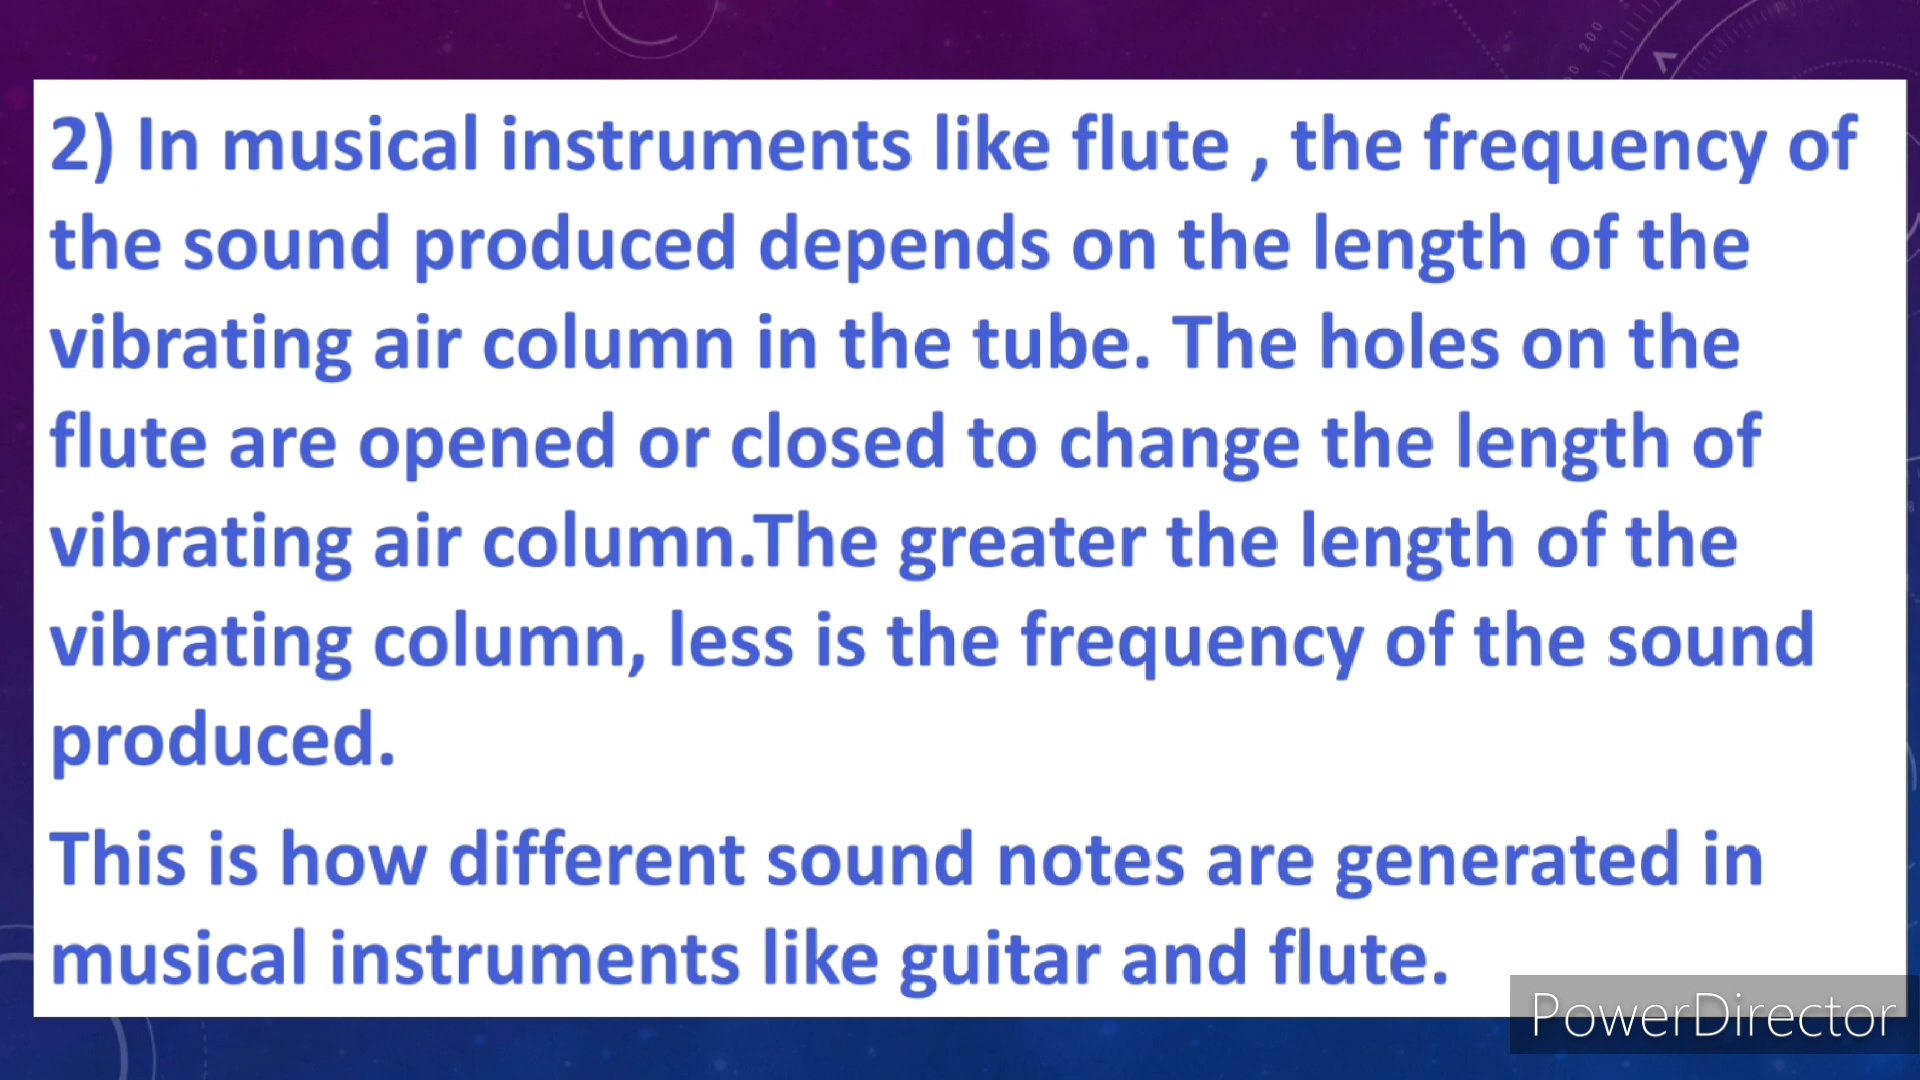 2) In musical instruments like flute , the frequency of
the sound produced depends on the length of the
vibrating air column in the tube. The holes on the
flute are opened or closed to change the length of
vibrating air column.The greater the length of the
vibrating column, less is the frequency of the sound
produced.
This is how different sound notes are generated in
musical instruments like guitar and flute.
PowerDirector
200